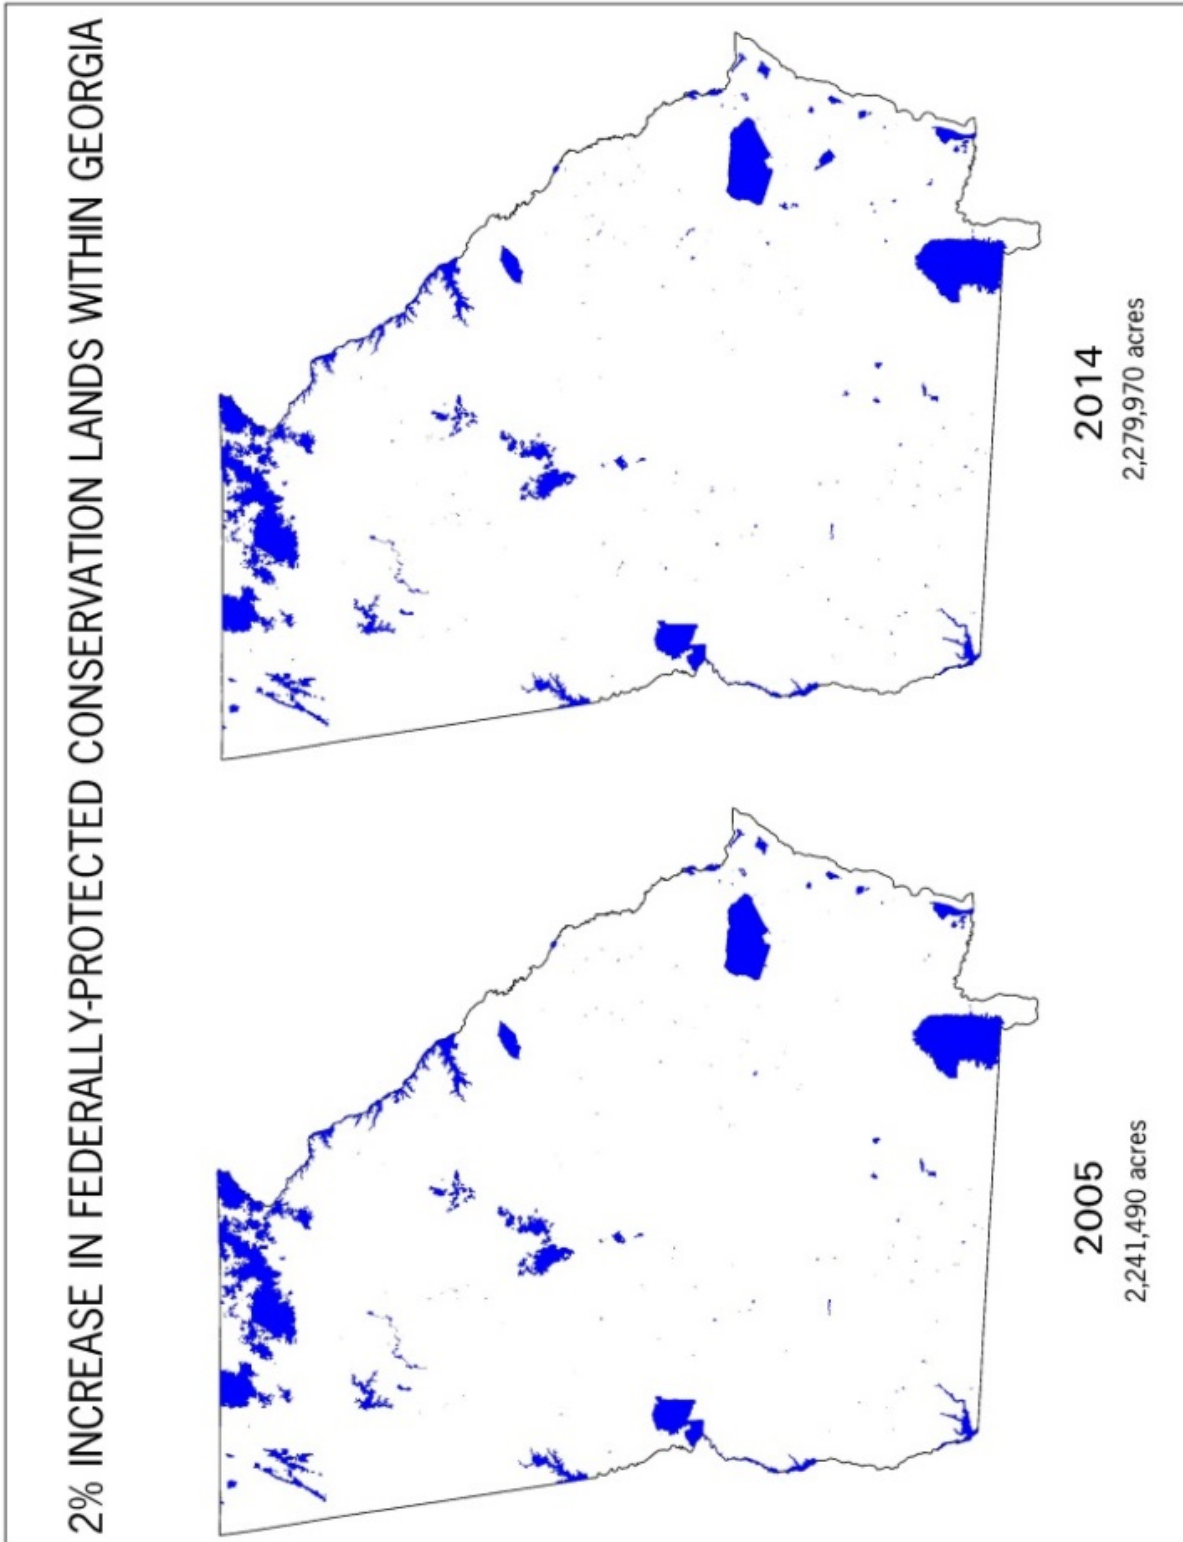 2% INCREASE IN FEDERALLY-PROTECTED CONSERVATION LANDS WITHIN GEORGIA
2005
2,241,490 acres
2014
2,279,970 acres